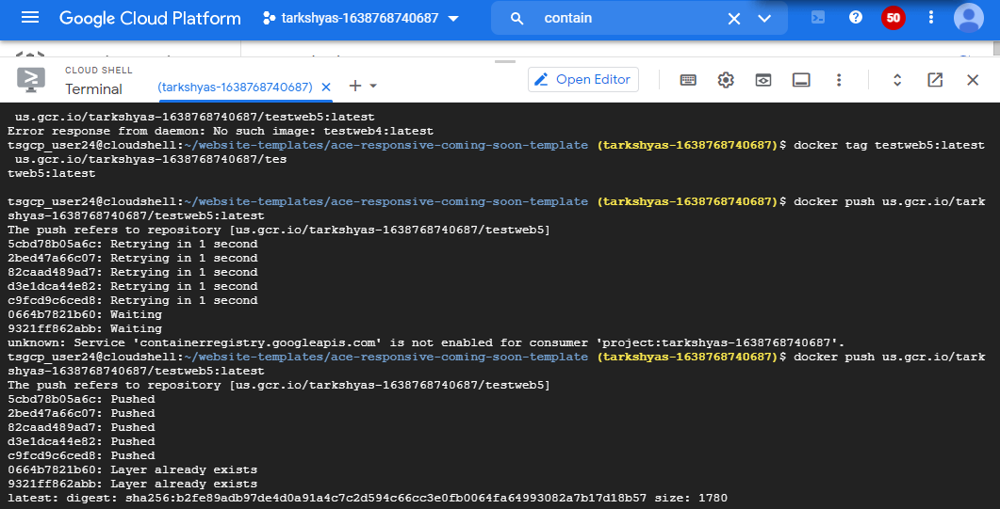 Google Cloud Platform
tarkshyas-1638768740687
contain
50
CLOUD SHELL
Terminal
(tarkshyas-1638768740687)
Open Editor
us.gcr.io/tarkshyas-1638768740687/testweb5:latest
Error response from daemon: No such image: testweb4:latest
tsgcp_user24@cloudshell:~/website-templates/ace-responsive-coming-soon-template (tarkshyas-1638768740687)$ docker tag testweb5:latest
us.gcr.io/tarkshyas-1638768740687/tes
tweb5:latest
tsgcp_user24@cloudshell:~/website-templates/ace-responsive-coming-soon-template (tarkshyas-1638768740687)$ docker push us.gcr.io/tark
shyas-1638768740687/testweb5:latest
The push refers to repository [us.gcr.io/tarkshyas-1638768740687/testweb5]
5cbd78b05a6c: Retrying in 1 second
2bed47a66c07: Retrying in 1 second
82caad489ad7: Retrying in 1 second
d3e1dca44e82: Retrying in 1 second
c9fcd9c6ced8: Retrying in 1 second
0664b7821b60: Waiting
9321ff862abb: Waiting
unknown: Service 'containerregistry.googleapis.com' is not enabled for consumer 'project:tarkshyas-1638768740687'.
tsgcp_user24@cloudshell:~/website-templates/ace-responsive-coming-soon-template (tarkshyas-1638768740687)$ docker push us.gcr.io/tark
shyas-1638768740687/testweb5:latest
The push refers to repository [us.gcr.io/tarkshyas-1638768740687/testweb5]
5cbd78b05a6c: Pushed
2bed47a66c07: Pushed
82caad489ad7: Pushed
d3e1dca44e82: Pushed
c9fcd9c6ced8: Pushed
0664b7821b60: Layer already exists
9321ff862abb: Layer already exists
latest: digest: sha256:b2fe89adb97de4d0a91a4c7c2d594c66cc3e0fb0064fa64993082a7b17d18b57 size: 1780